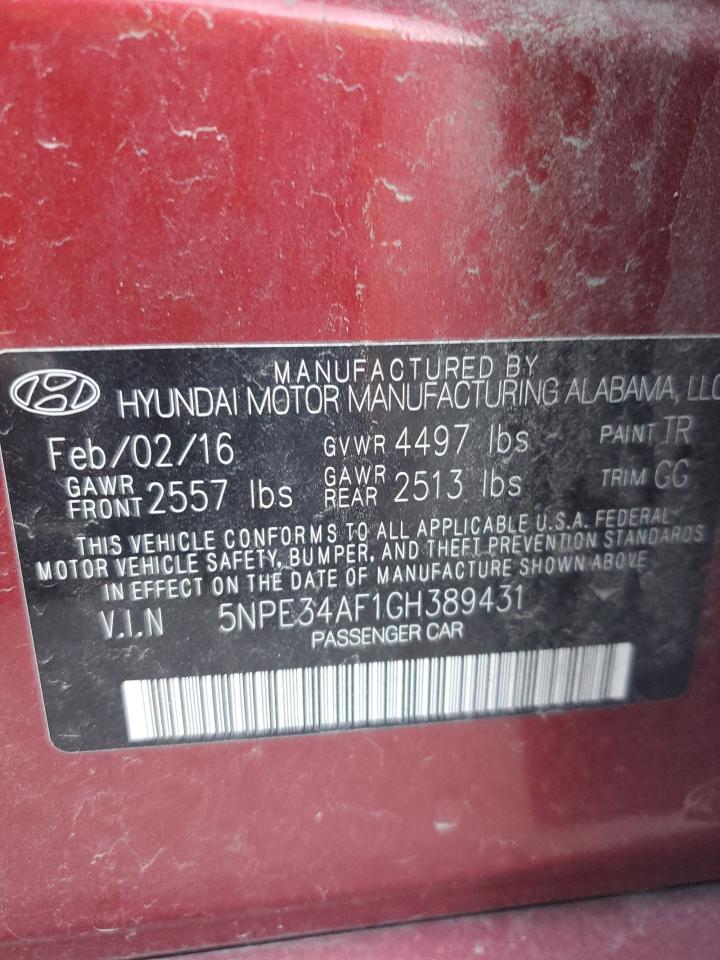 MANUFACTURED BY
HYUNDAI MOTOR MANUFACTURING ALABAMA, LLC
Feb/02/16 GVWR 4497 lbs PAINT TR
GAWR FRONT 2557 lbs GAWR REAR 2513 lbs TRIM GG
THIS VEHICLE CONFORMS TO ALL APPLICABLE U.S.A. FEDERAL
MOTOR VEHICLE SAFETY, BUMPER, AND THEFT PREVENTION STANDARDS
IN EFFECT ON THE DATE OF MANUFACTURE SHOWN ABOVE
V.I.N 5NPE34AF1GH389431
PASSENGER CAR